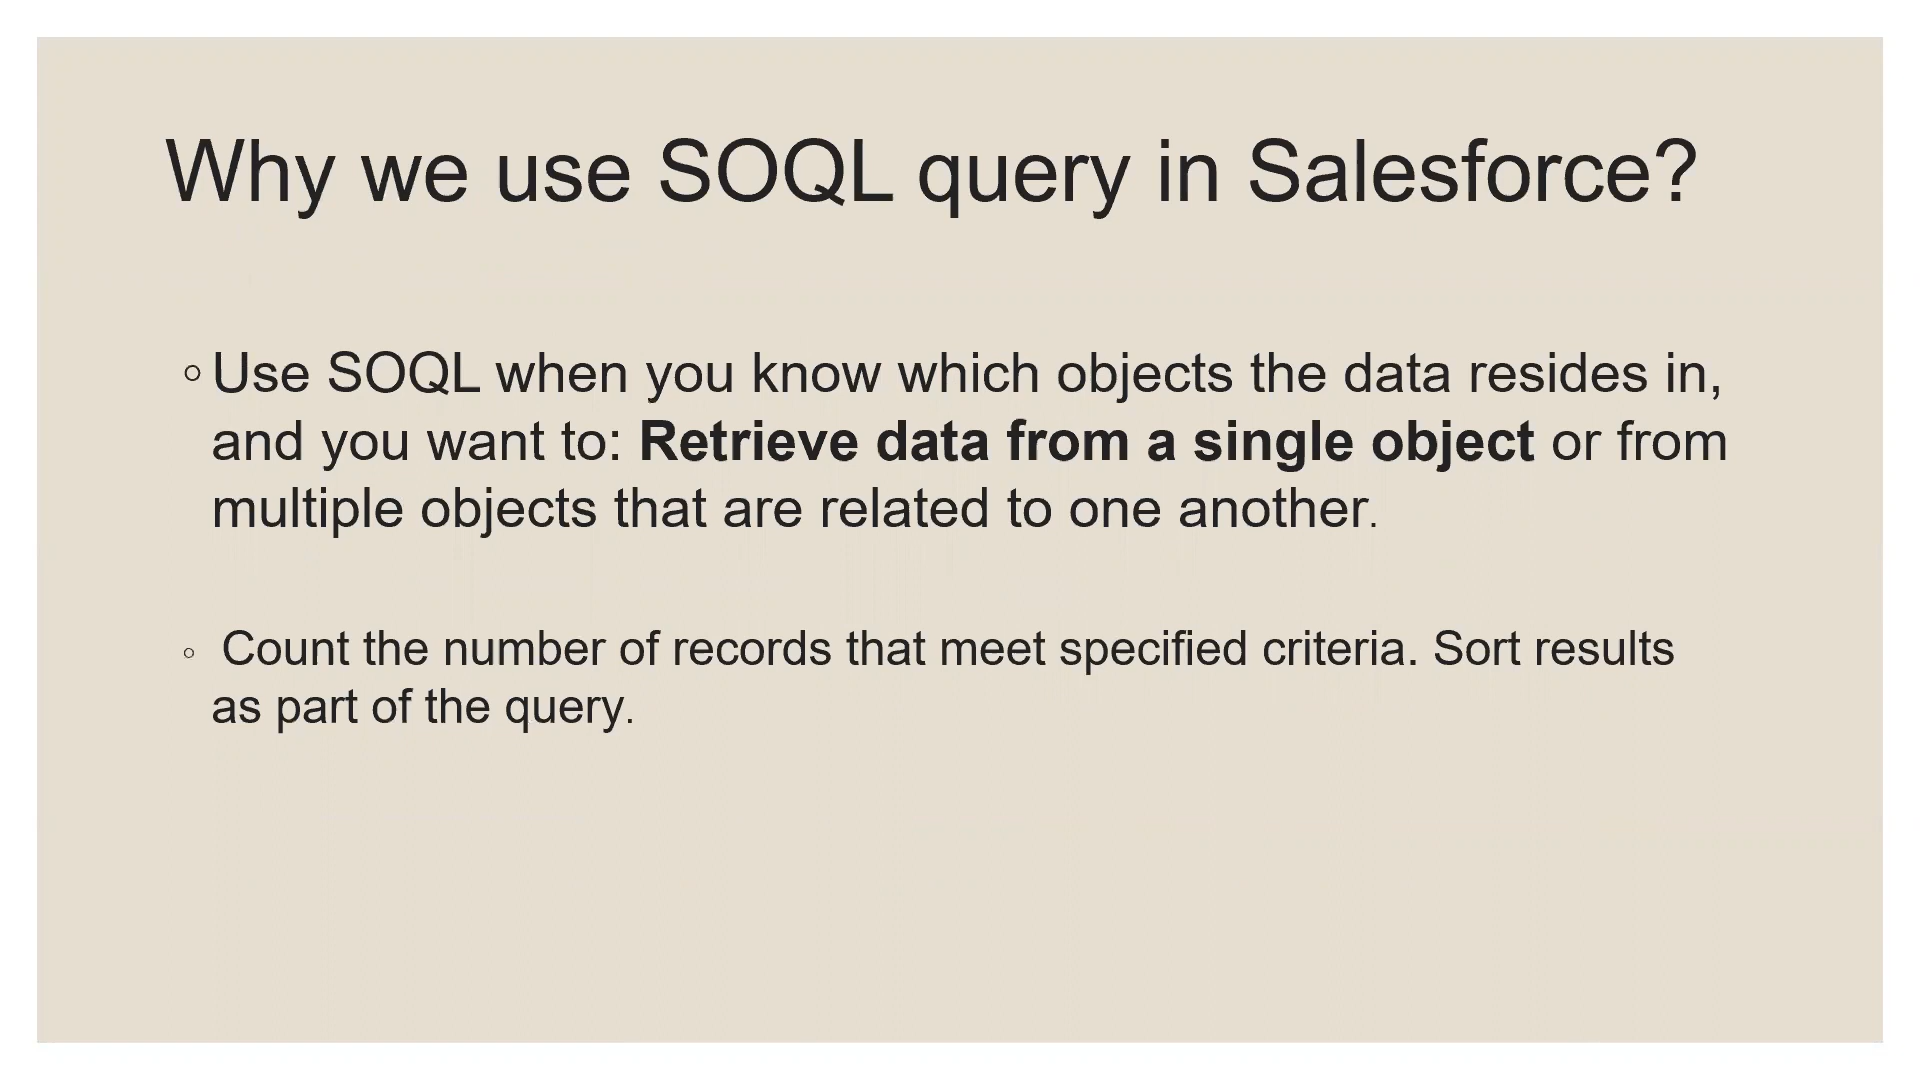 Why we use SOQL query in Salesforce?
◦ Use SOQL when you know which objects the data resides in,
and you want to: Retrieve data from a single object or from
multiple objects that are related to one another.
◦ Count the number of records that meet specified criteria. Sort results
as part of the query.